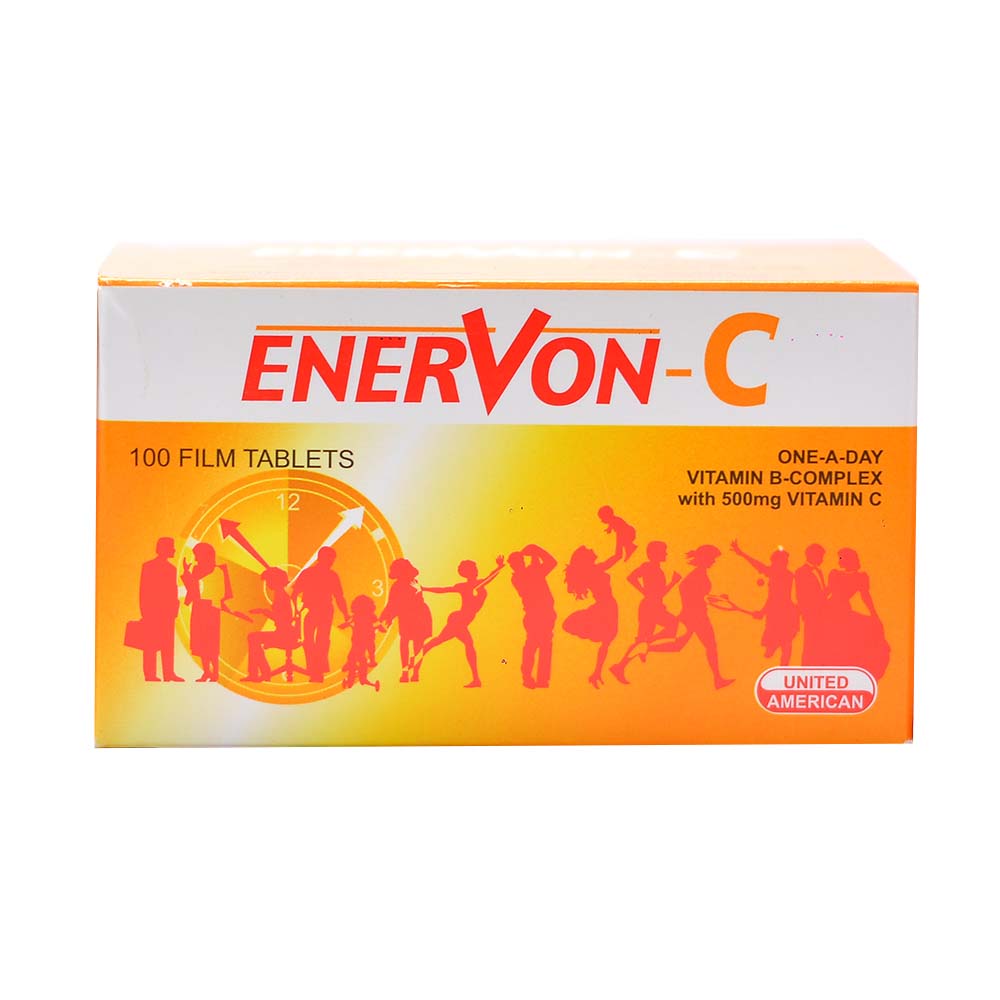 ENERVON-C
100 FILM TABLETS
ONE-A-DAY
VITAMIN B-COMPLEX
with 500mg VITAMIN C
12
3
UNITED
AMERICAN